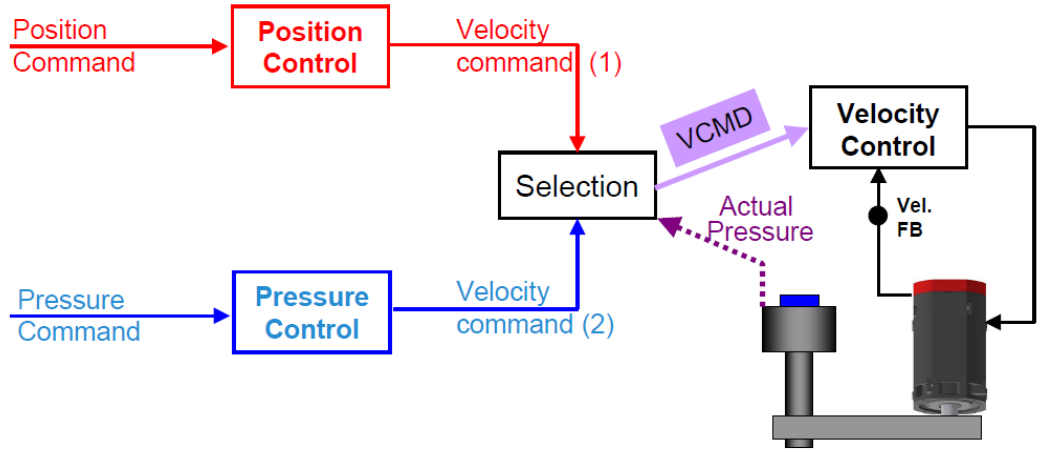 Position
Command
Position
Control
Velocity
command (1)
VCMD
Velocity
Control
Selection
Actual
Pressure
Vel.
FB
Pressure
Command
Pressure
Control
Velocity
command (2)